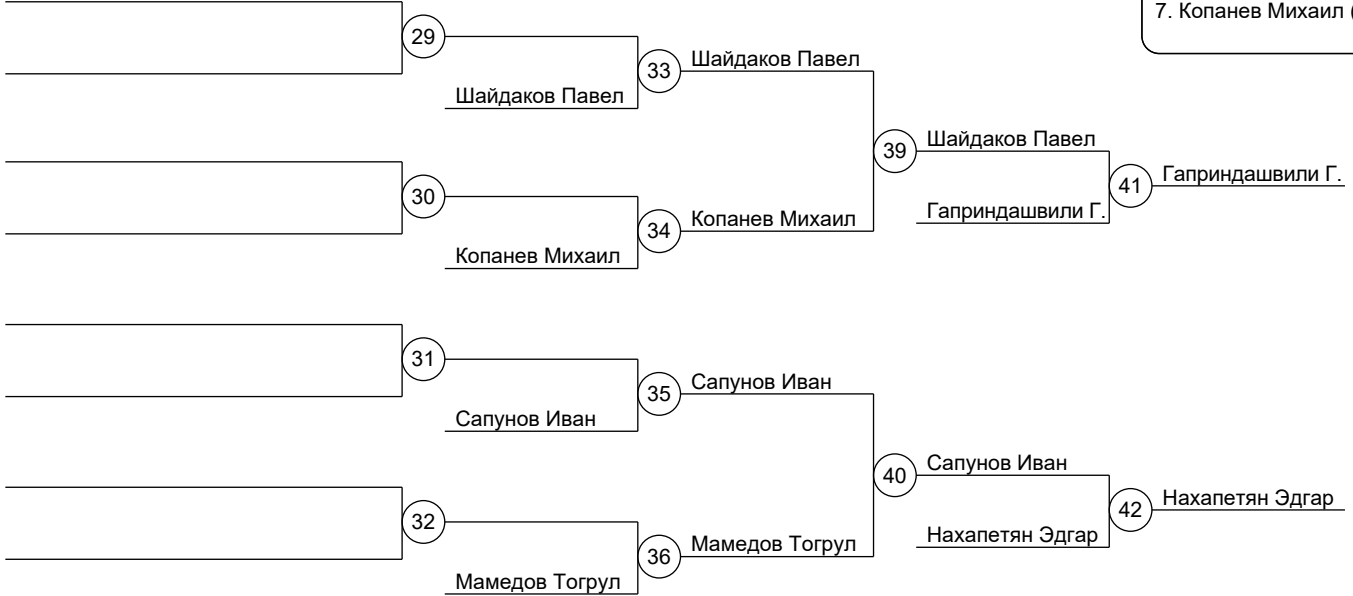 7. Копанев Михаил (
29
33
Шайдаков Павел
Шайдаков Павел
39
Шайдаков Павел
41
Гаприндашвили Г.
30
34
Копанев Михаил
Гаприндашвили Г.
Копанев Михаил
31
35
Сапунов Иван
Сапунов Иван
40
Сапунов Иван
42
Нахапетян Эдгар
32
36
Мамедов Тогрул
Нахапетян Эдгар
Мамедов Тогрул